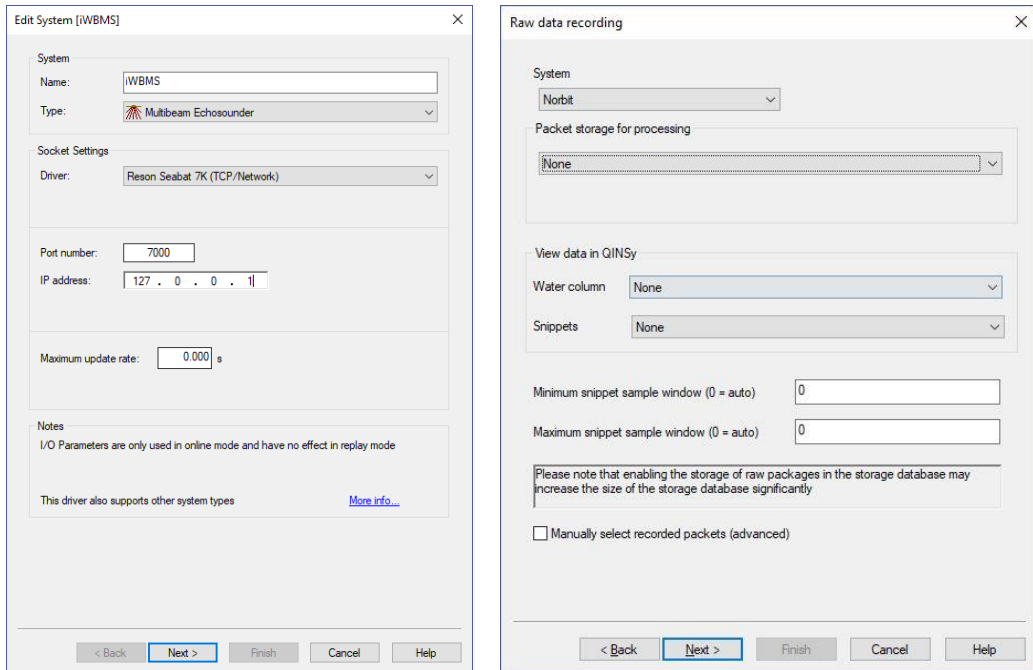 Edit System [iWBMS]
System
Name: iWBMS
Type: Multibeam Echosounder
Socket Settings
Driver: Reson Seabat 7K (TCP/Network)
Port number: 7000
IP address: 127 . 0 . 0 . 1
Maximum update rate: 0.000 s
Notes
I/O Parameters are only used in online mode and have no effect in replay mode
This driver also supports other system types More info...
< Back Next > Finish Cancel Help
Raw data recording
System
Norbit
Packet storage for processing
None
View data in QINSy
Water column None
Snippets None
Minimum snippet sample window (0 = auto) 0
Maximum snippet sample window (0 = auto) 0
Please note that enabling the storage of raw packages in the storage database may
increase the size of the storage database significantly
Manually select recorded packets (advanced)
< Back Next > Finish Cancel Help